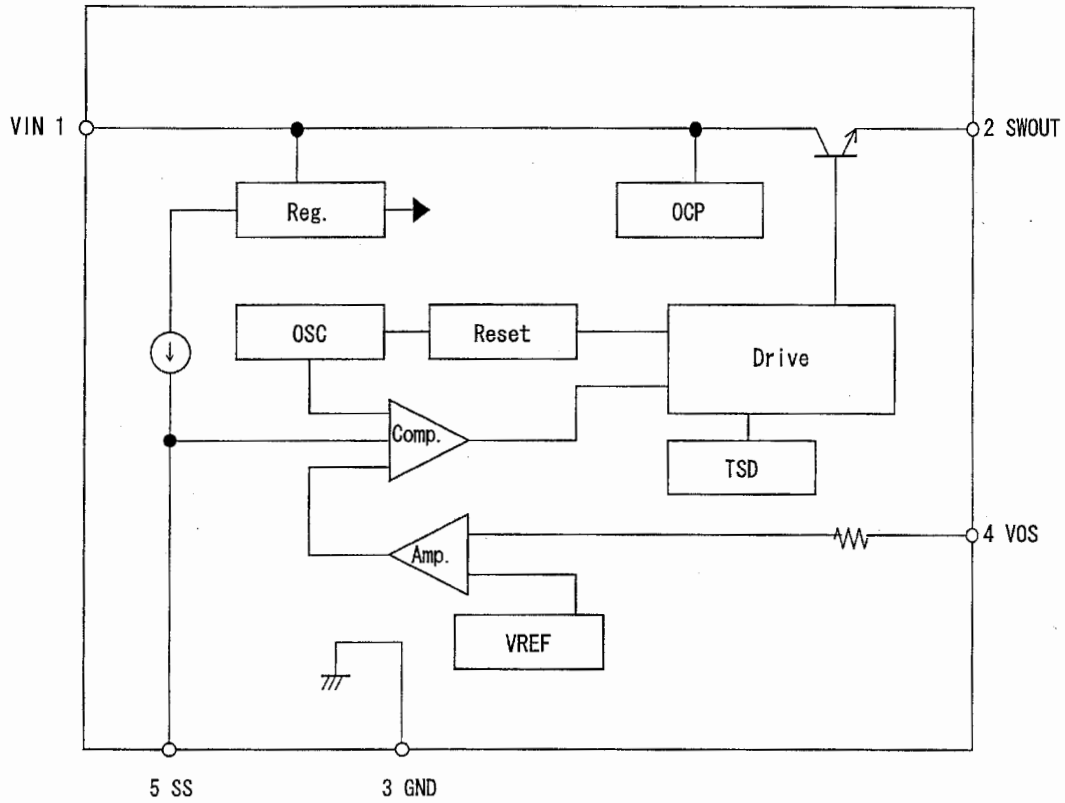 VIN 1
2 SWOUT
Reg.
OCP
OSC
Reset
Drive
Comp.
TSD
4 VOS
Amp.
VREF
5 SS
3 GND